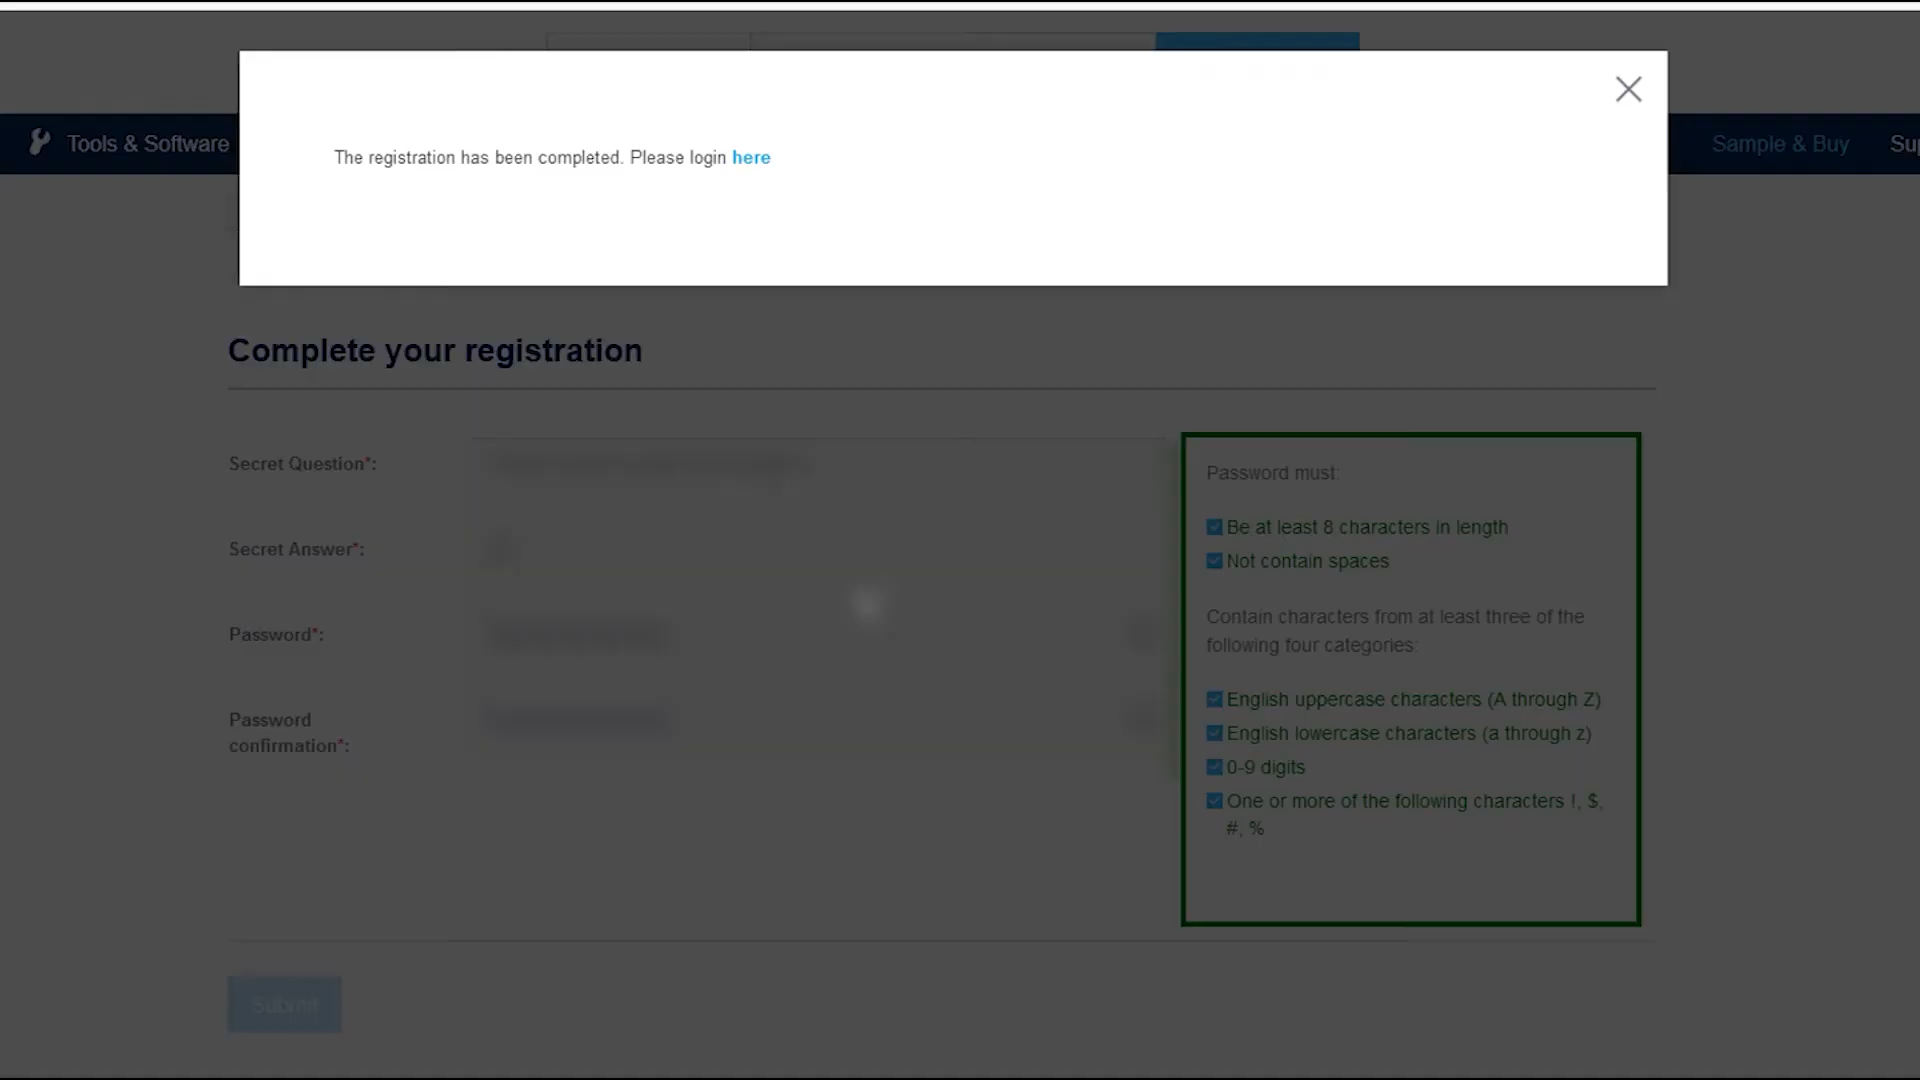 The registration has been completed. Please login here
Tools & Software
Sample & Buy
Complete your registration
Secret Question*:
Secret Answer*:
Password*:
Password
confirmation*:
Password must:
Be at least 8 characters in length
Not contain spaces
Contain characters from at least three of the
following four categories:
English uppercase characters (A through Z)
English lowercase characters (a through z)
0-9 digits
One or more of the following characters !, $,
#, %
Submit